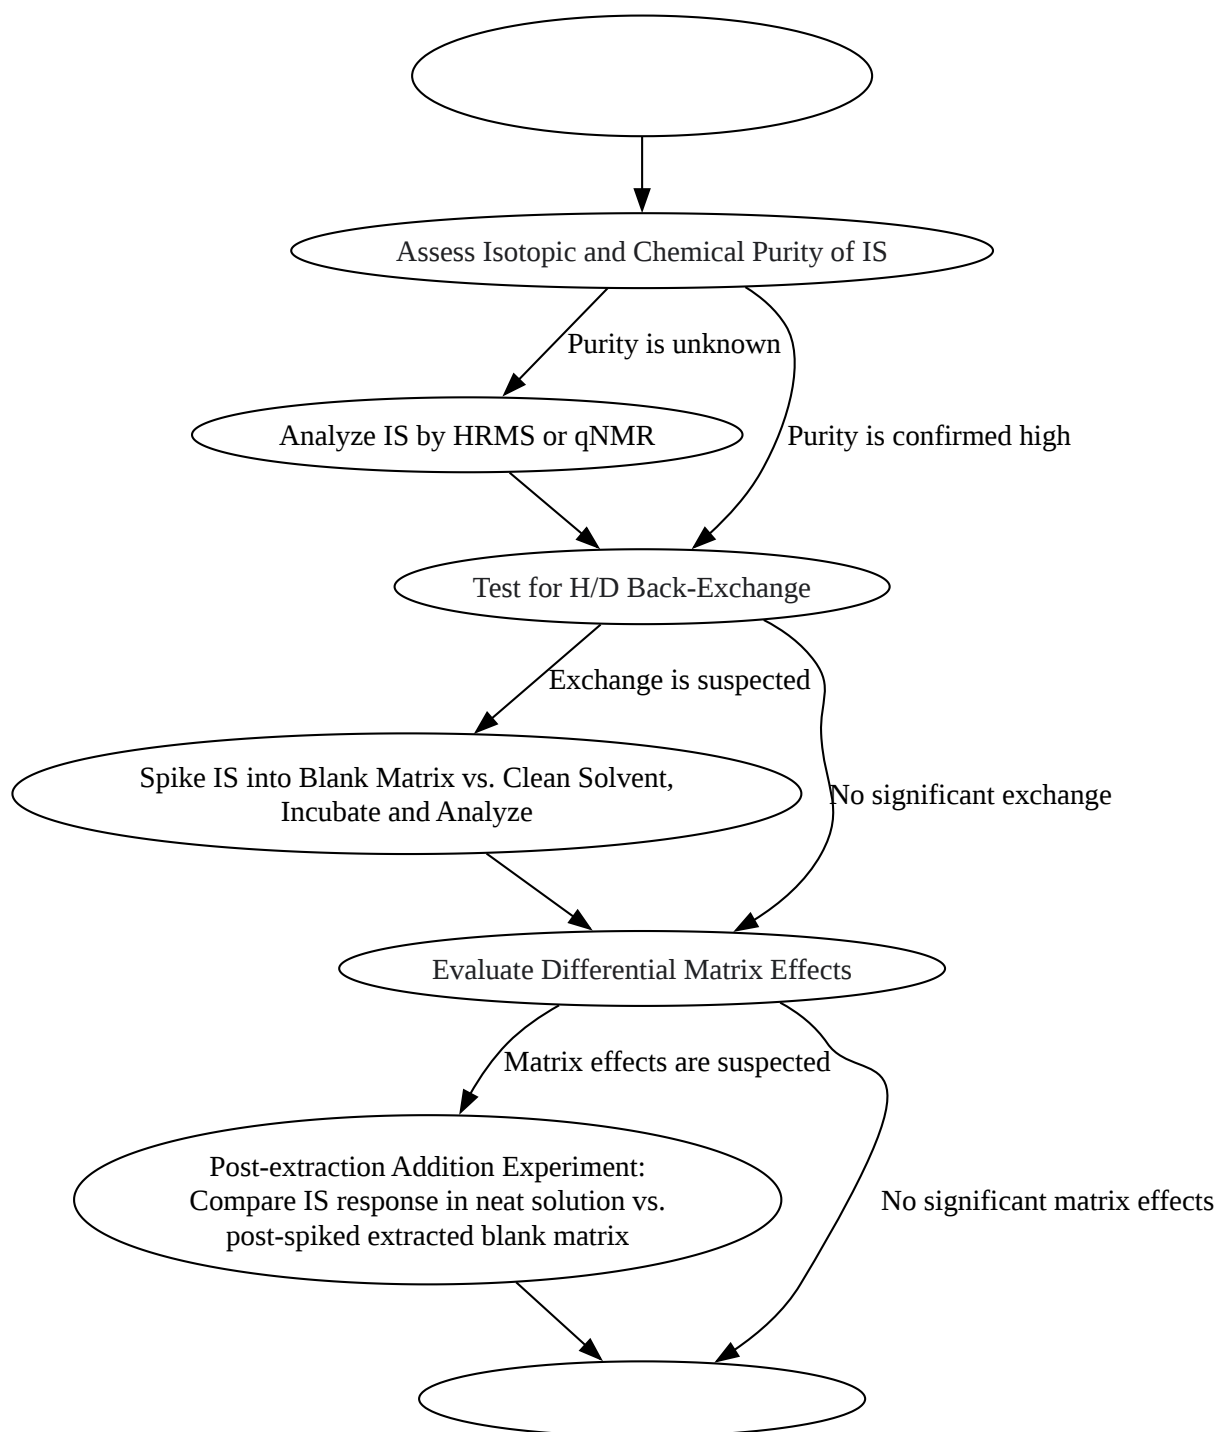 Assess Isotopic and Chemical Purity of IS
Purity is unknown
Analyze IS by HRMS or qNMR
Purity is confirmed high
Test for H/D Back-Exchange
Exchange is suspected
Spike IS into Blank Matrix vs. Clean Solvent,
Incubate and Analyze
No significant exchange
Evaluate Differential Matrix Effects
Matrix effects are suspected
Post-extraction Addition Experiment:
Compare IS response in neat solution vs.
post-spiked extracted blank matrix
No significant matrix effects